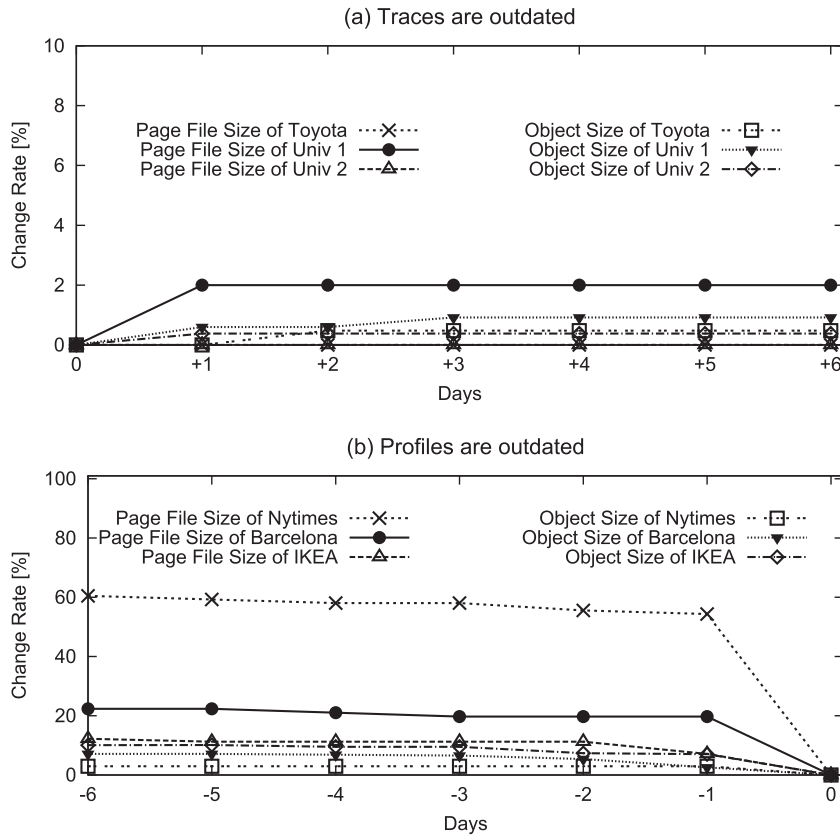 (a) Traces are outdated
10
8
6
4
2
0
Change Rate [%]
Page File Size of Toyota
Page File Size of Univ 1
Page File Size of Univ 2
Object Size of Toyota
Object Size of Univ 1
Object Size of Univ 2
0 +1 +2 +3 +4 +5 +6
Days
(b) Profiles are outdated
100
80
60
40
20
0
Change Rate [%]
Page File Size of Nytimes
Page File Size of Barcelona
Page File Size of IKEA
Object Size of Nytimes
Object Size of Barcelona
Object Size of IKEA
-6 -5 -4 -3 -2 -1 0
Days